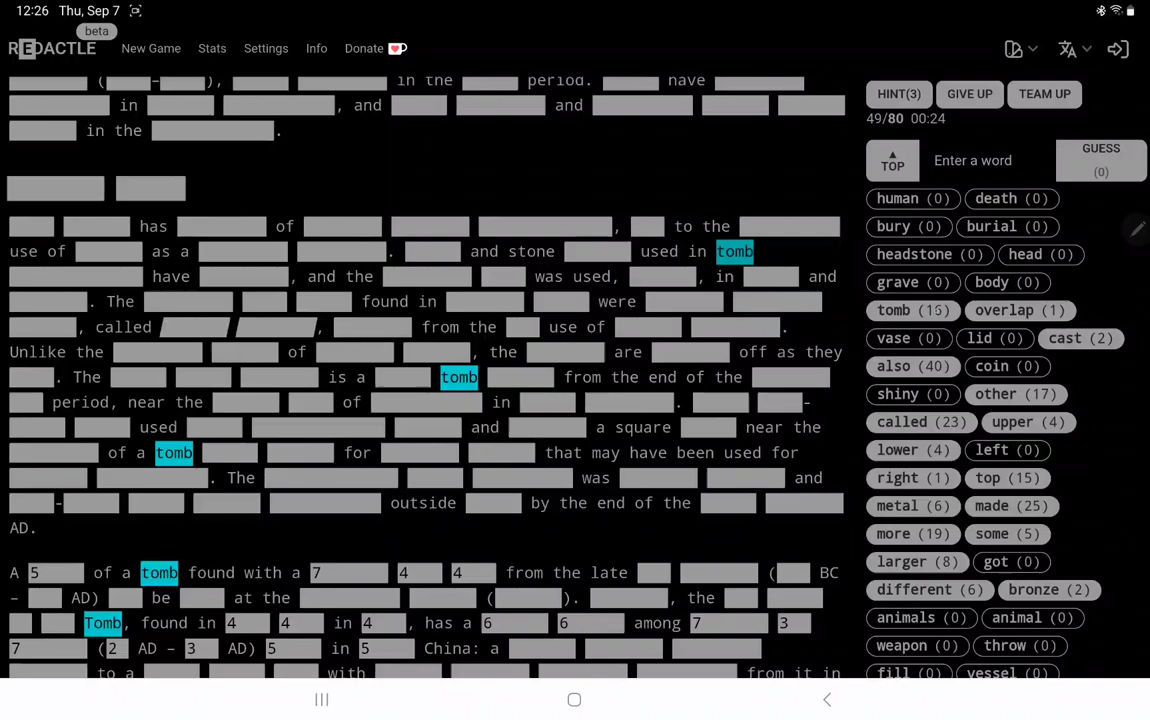 12:26 Thu, Sep 7
beta
REDACTLE New Game Stats Settings Info Donate
in the period. have
in , and and
in the .
has of , to the
use of as a . and stone used in tomb
have , and the was used, , in and
. The found in were
, called , from the use of .
Unlike the of , the are off as they
. The is a tomb from the end of the
period, near the of in . -
used and a square near the
of a tomb for that may have been used for
. The was and
- outside by the end of the
AD.
A 5 of a tomb found with a 7 4 4 from the late ( BC
– AD) be at the ( ). , the
Tomb, found in 4 4 in 4 , has a 6 6 among 7 3
7 (2 AD – 3 AD) 5 in 5 China: a
to a with from it in
HINT(3) GIVE UP TEAM UP
49/80 00:24
▲
TOP
Enter a word
GUESS
(0)
human (0) death (0)
bury (0) burial (0)
headstone (0) head (0)
grave (0) body (0)
tomb (16) overlap (1)
vase (0) lid (0) cast (2)
also (40) coin (0)
shiny (0) other (17)
called (23) upper (4)
lower (4) left (0)
right (1) top (15)
metal (6) made (25)
more (19) some (5)
larger (8) got (0)
different (6) bronze (2)
animals (0) animal (0)
weapon (0) throw (0)
fill (0) vessel (0)